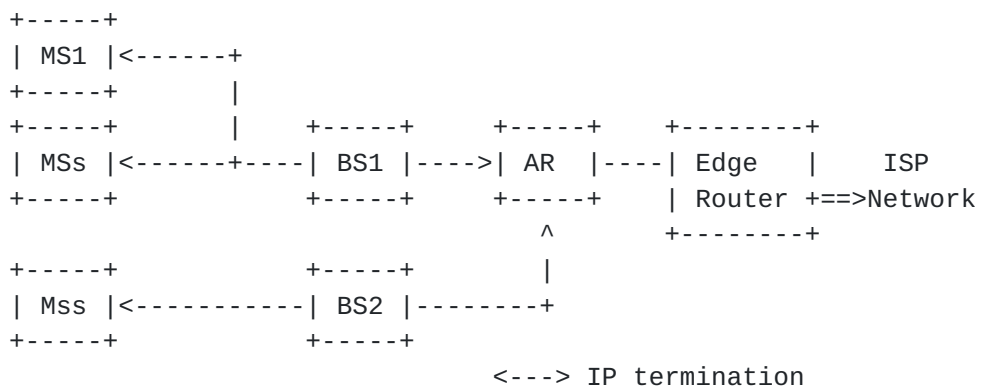 +-----+
| MS1 |<------+
+-----+       |
+-----+       |    +-----+     +-----+    +--------+
| MSs |<------+----| BS1 |---->| AR  |----| Edge   |    ISP
+-----+            +-----+     +-----+    | Router +==>Network
                                  ^       +--------+
+-----+            +-----+        |
| Mss |<-----------| BS2 |--------+
+-----+            +-----+
                               <---> IP termination